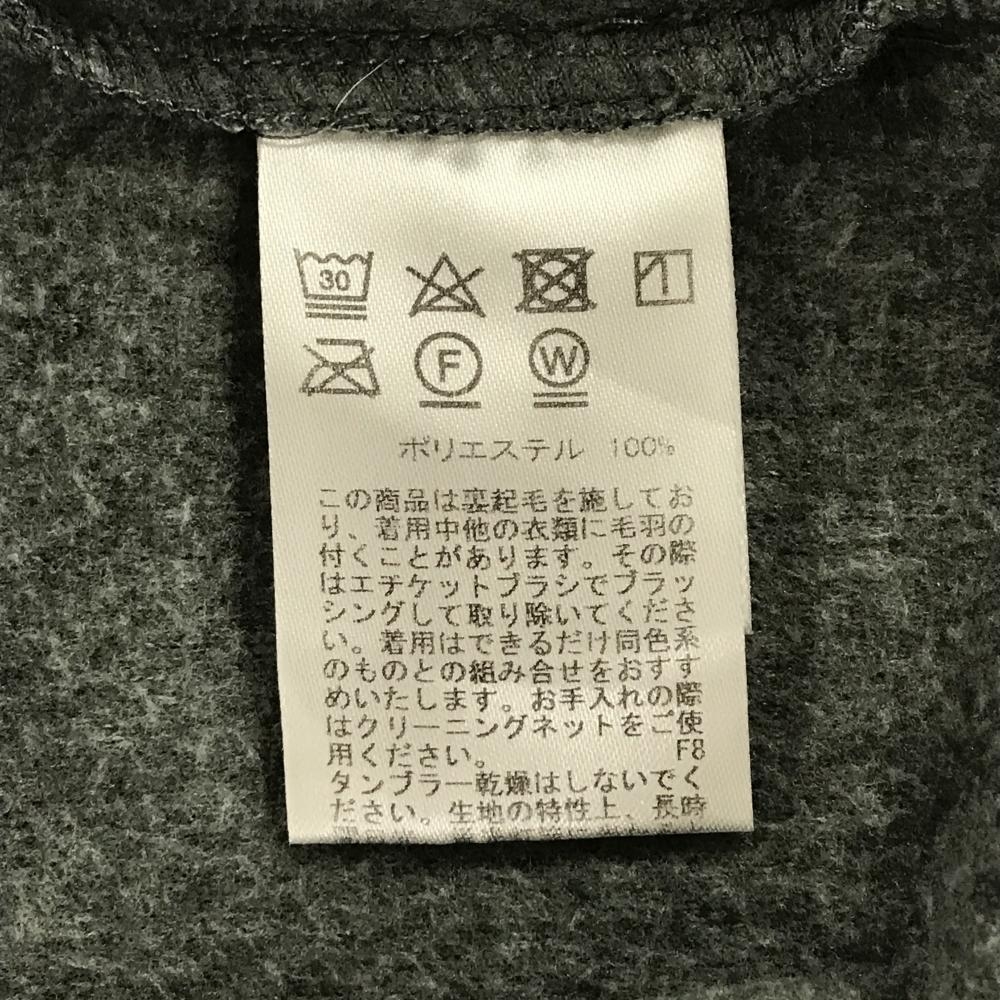 30
F W
ポリエステル 100%
この商品は裏起毛を施してお
り、着用中他の衣類に毛羽の
付くことがあります。その際
はエチケットブラシでブラッ
シングして取り除いてくださ
い。着用はできるだけ同色系
のものとの組み合せをおすす
めいたします。お手入れの際
はクリーニングネットをご使
用ください。 F8
タンブラー乾燥はしないでく
ださい。生地の特性上、長時